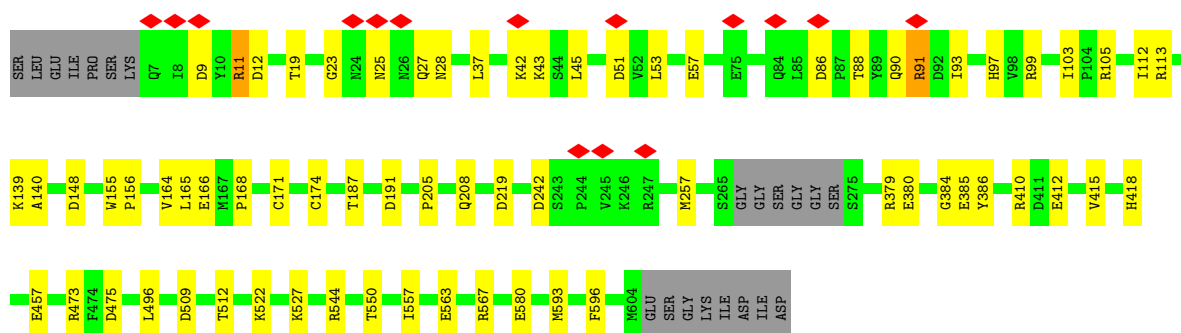 SER LEU GLU ILE PRO SER LYS Q7 I8 D9 Y10 R11 D12 T19 G23 N24 N25 N26 Q27 N28 L37 K42 K43 S44 L45 D51 V52 L53 E57 E75 Q84 L85 D86 P87 T88 Y89 Q90 R91 D92 I93 H97 V98 R99 I103 P104 R105 I112 R113
K139 A140 D148 W155 P156 V164 L165 E166 M167 P168 C171 C174 T187 D191 P205 Q208 D219 D242 S243 P244 V245 K246 R247 M257 S265 GLY GLY SER GLY GLY SER S275 R379 E380 G384 E385 Y386 R410 D411 E412 V415 H418
E457 R473 F474 D475 L496 D509 T512 K522 K527 R544 T550 I557 E563 R567 E580 M593 F596 M604 GLU SER GLY LYS ILE ASP ILE ASP